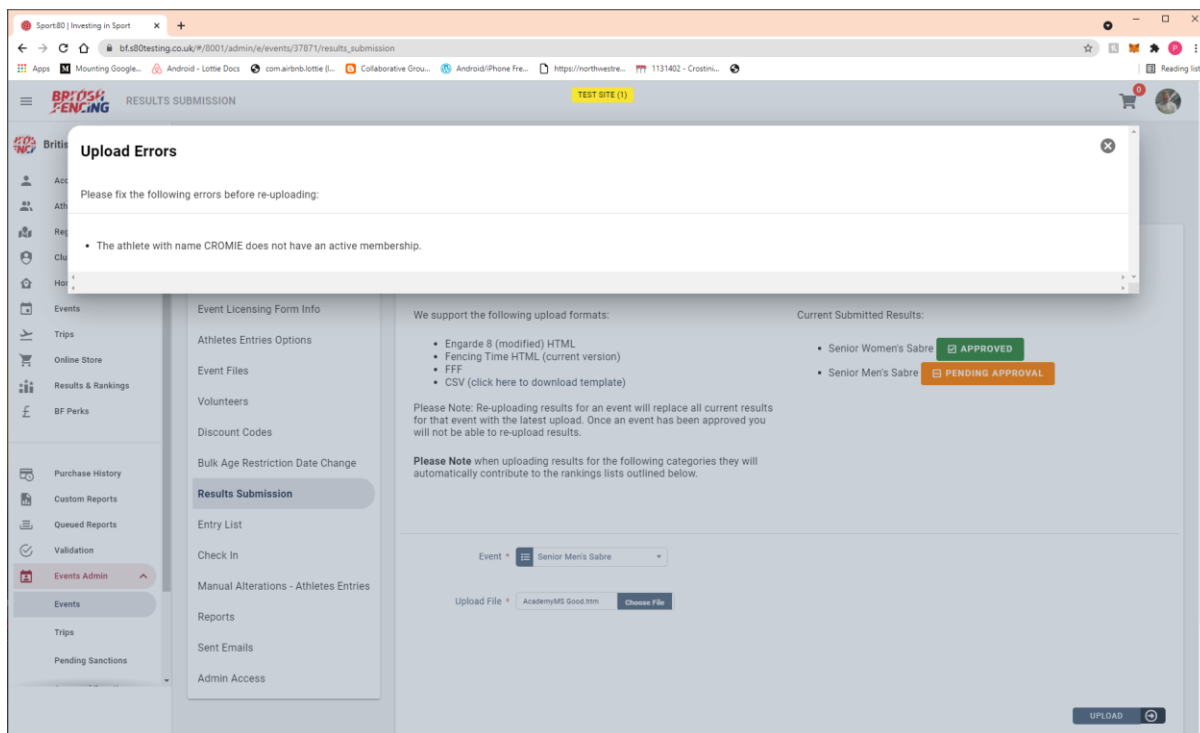 Sport:80 | Investing in Sport
bf.s80testing.co.uk/#/8001/admin/e/events/37871/results_submission
Apps
Mounting Google...
Android - Lottie Docs
com.airbnb.lottie (l...
Collaborative Grou...
Android/iPhone Fre...
https://northwestre...
1131402 - Crostini...
Reading list
BRITISH
FENCING
RESULTS SUBMISSION
TEST SITE (1)
0
Britis
Upload Errors
Please fix the following errors before re-uploading:
• The athlete with name CROMIE does not have an active membership.
Acc
Ath
Reg
Clu
Hor
Events
Trips
Online Store
Results & Rankings
BF Perks
Purchase History
Custom Reports
Queued Reports
Validation
Events Admin
Events
Trips
Pending Sanctions
Event Licensing Form Info
Athletes Entries Options
Event Files
Volunteers
Discount Codes
Bulk Age Restriction Date Change
Results Submission
Entry List
Check In
Manual Alterations - Athletes Entries
Reports
Sent Emails
Admin Access
We support the following upload formats:
• Engarde 8 (modified) HTML
• Fencing Time HTML (current version)
• FFF
• CSV (click here to download template)
Please Note: Re-uploading results for an event will replace all current results
for that event with the latest upload. Once an event has been approved you
will not be able to re-upload results.
Please Note when uploading results for the following categories they will
automatically contribute to the rankings lists outlined below.
Current Submitted Results:
• Senior Women's Sabre APPROVED
• Senior Men's Sabre PENDING APPROVAL
Event * Senior Men's Sabre
Upload File * AcademyMS Good.htm Choose File
UPLOAD